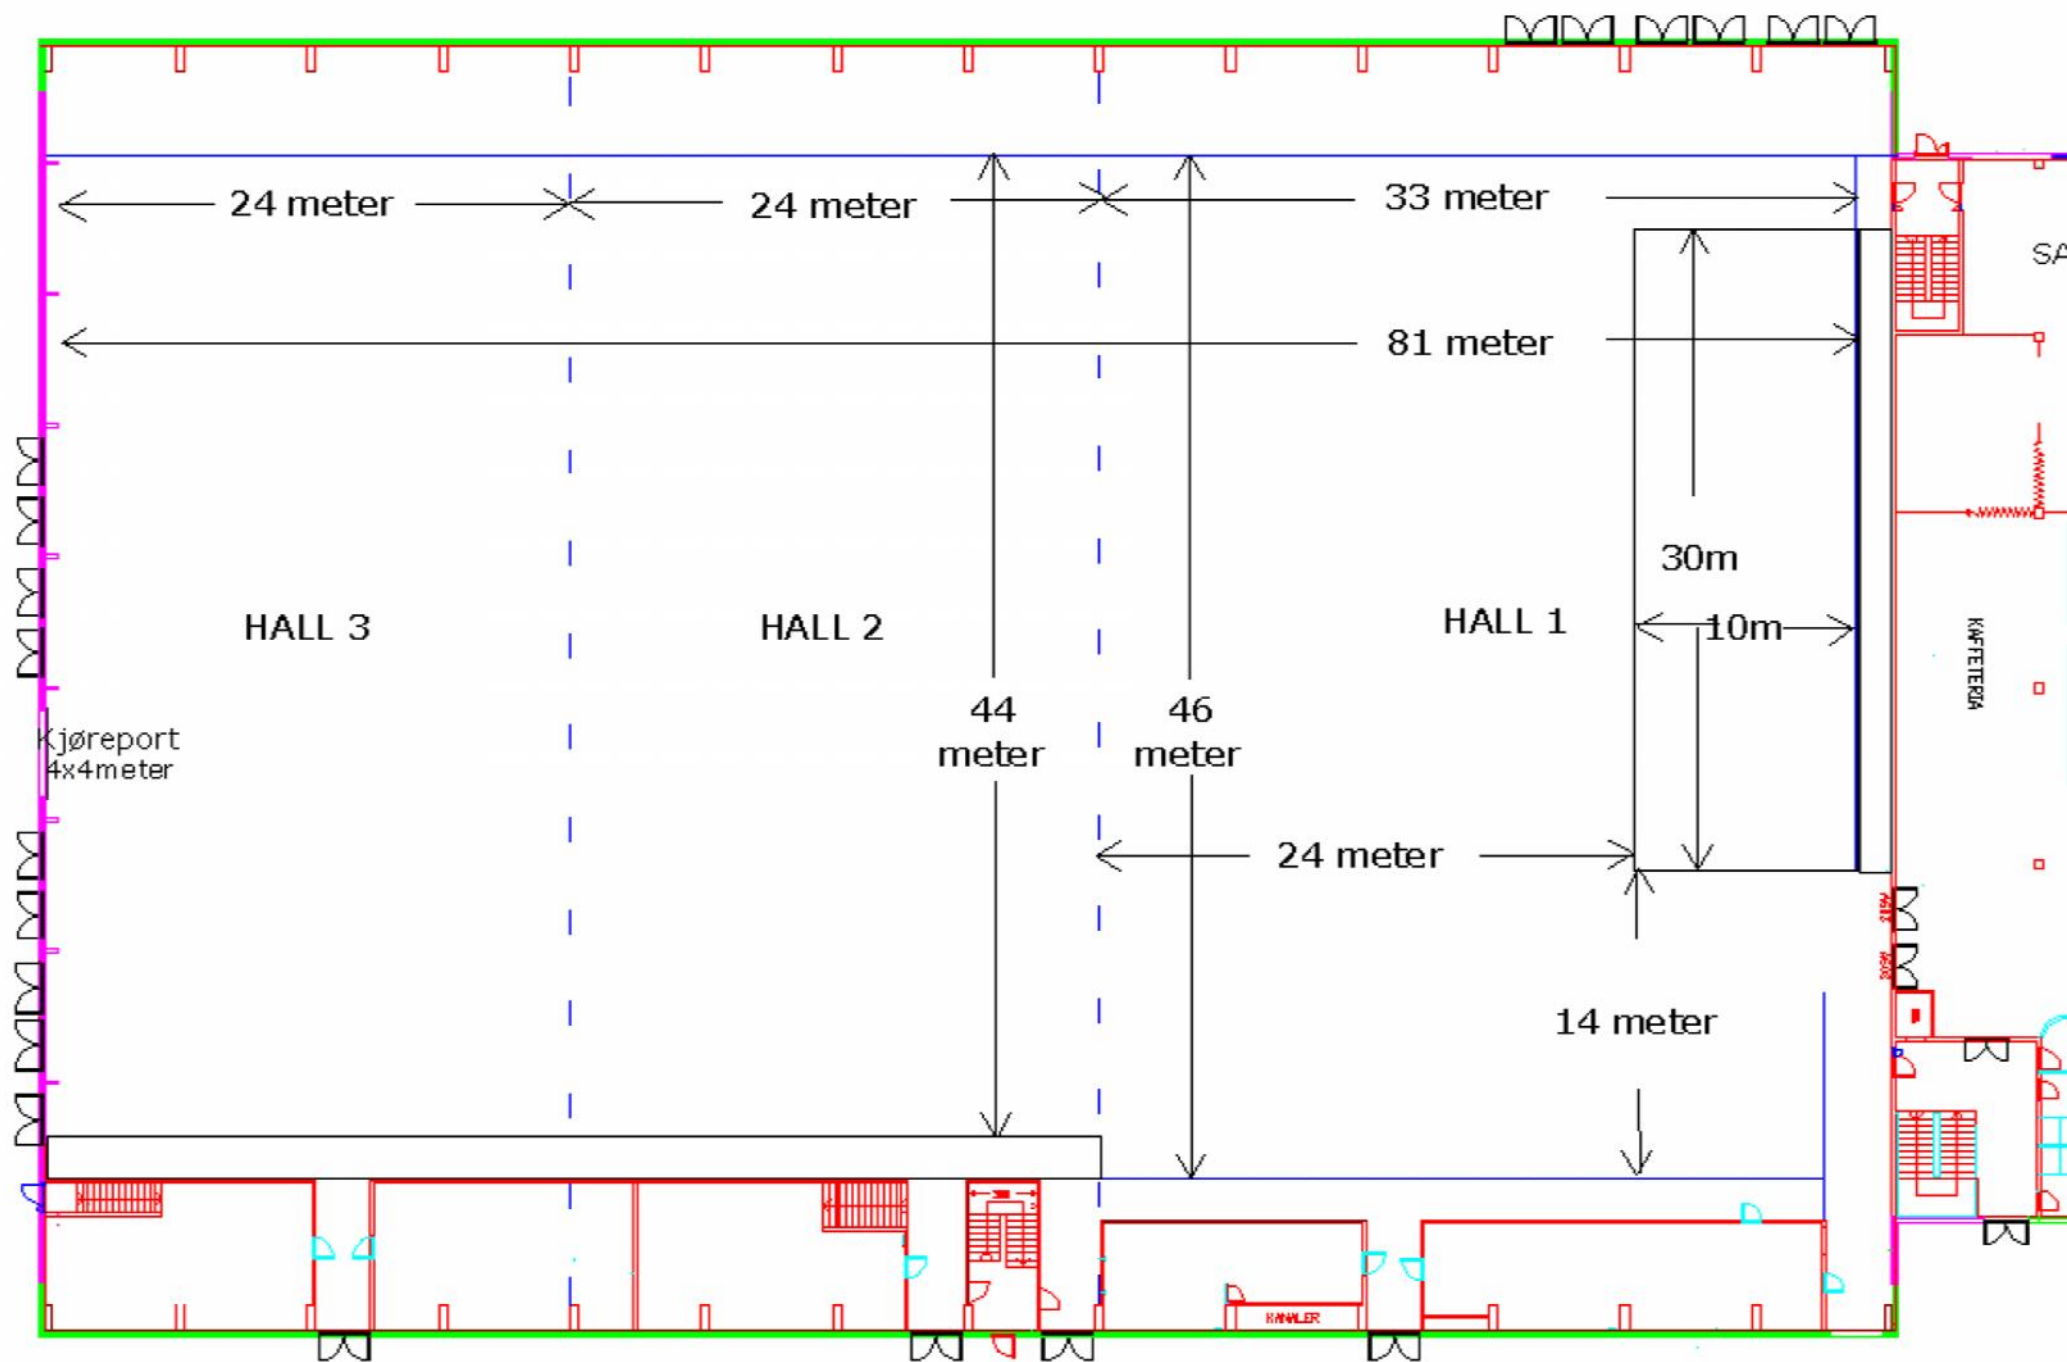 24 meter
24 meter
33 meter
SA
81 meter
30m
HALL 3
HALL 2
HALL 1
10m
KAFFETERIA
44
meter
46
meter
Kjøreport
4x4meter
24 meter
14 meter
KANALER